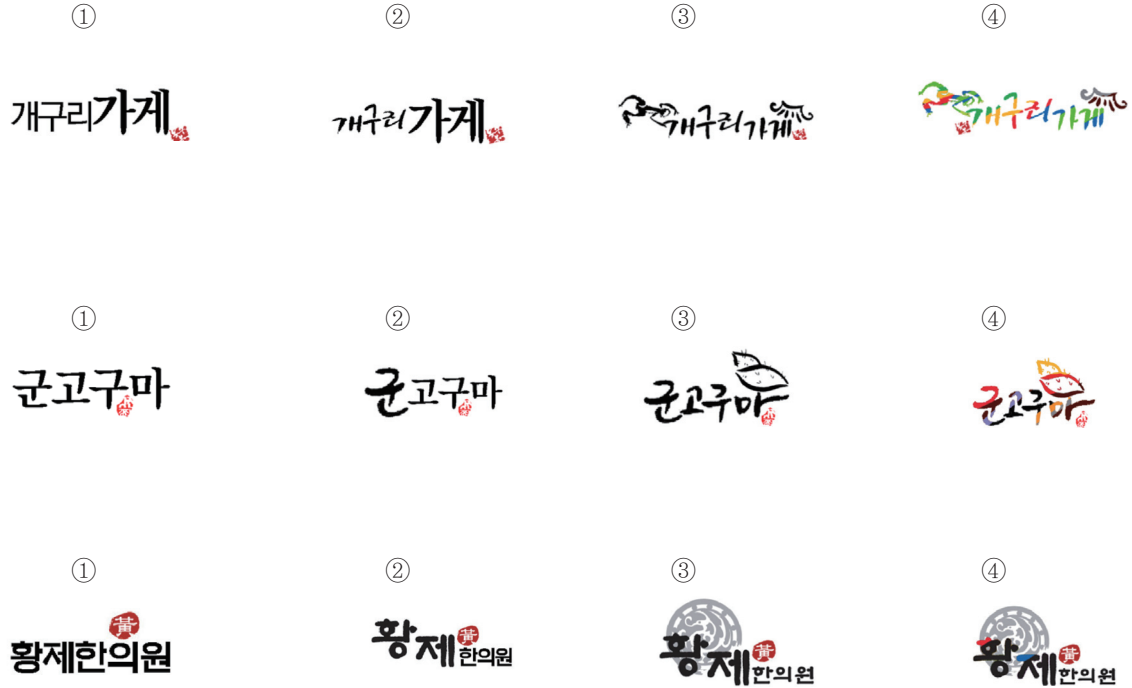 ① ② ③ ④
개구리가게 개구리가게 개구리가게 개구리가게
① ② ③ ④
군고구마 군고구마 군고구마 군고구마
① ② ③ ④
黃 황제한의원 황제黃한의원 황제黃한의원 황제黃한의원